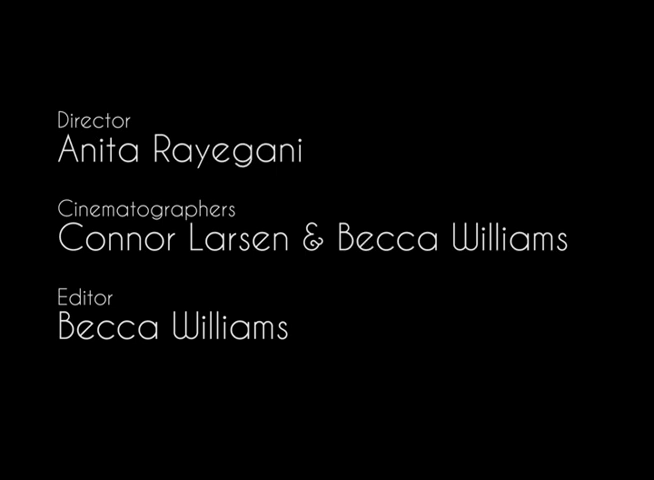 Director
Anita Rayegani
Cinematographers
Connor Larsen & Becca Williams
Editor
Becca Williams